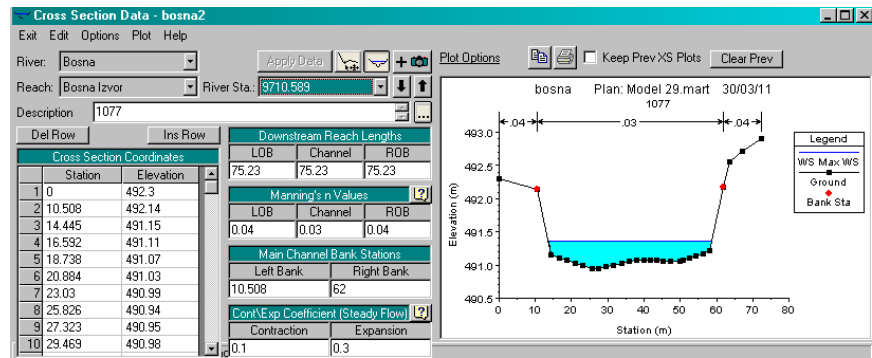 Cross Section Data - bosna2
Exit Edit Options Plot Help
River: Bosna
Apply Data
Plot Options
Keep Prev XS Plots
Clear Prev
Reach: Bosna Izvor
River Sta.: 9710.589
Description 1077
...
Del Row
Ins Row
Cross Section Coordinates
Station Elevation
1 0 492.3
2 10.508 492.14
3 14.445 491.15
4 16.592 491.11
5 18.738 491.07
6 20.884 491.03
7 23.03 490.99
8 25.826 490.94
9 27.323 490.95
10 29.469 490.98
Downstream Reach Lengths
LOB Channel ROB
75.23 75.23 75.23
Manning's n Values
?
LOB Channel ROB
0.04 0.03 0.04
Main Channel Bank Stations
Left Bank Right Bank
10.508 62
Cont\Exp Coefficient (Steady Flow)
?
Contraction Expansion
0.1 0.3
bosna Plan: Model 29.mart 30/03/11
1077
.04 .03 .04
493.0
492.5
492.0
491.5
491.0
490.5
Elevation (m)
0 10 20 30 40 50 60 70 80
Station (m)
Legend
WS Max WS
Ground
Bank Sta